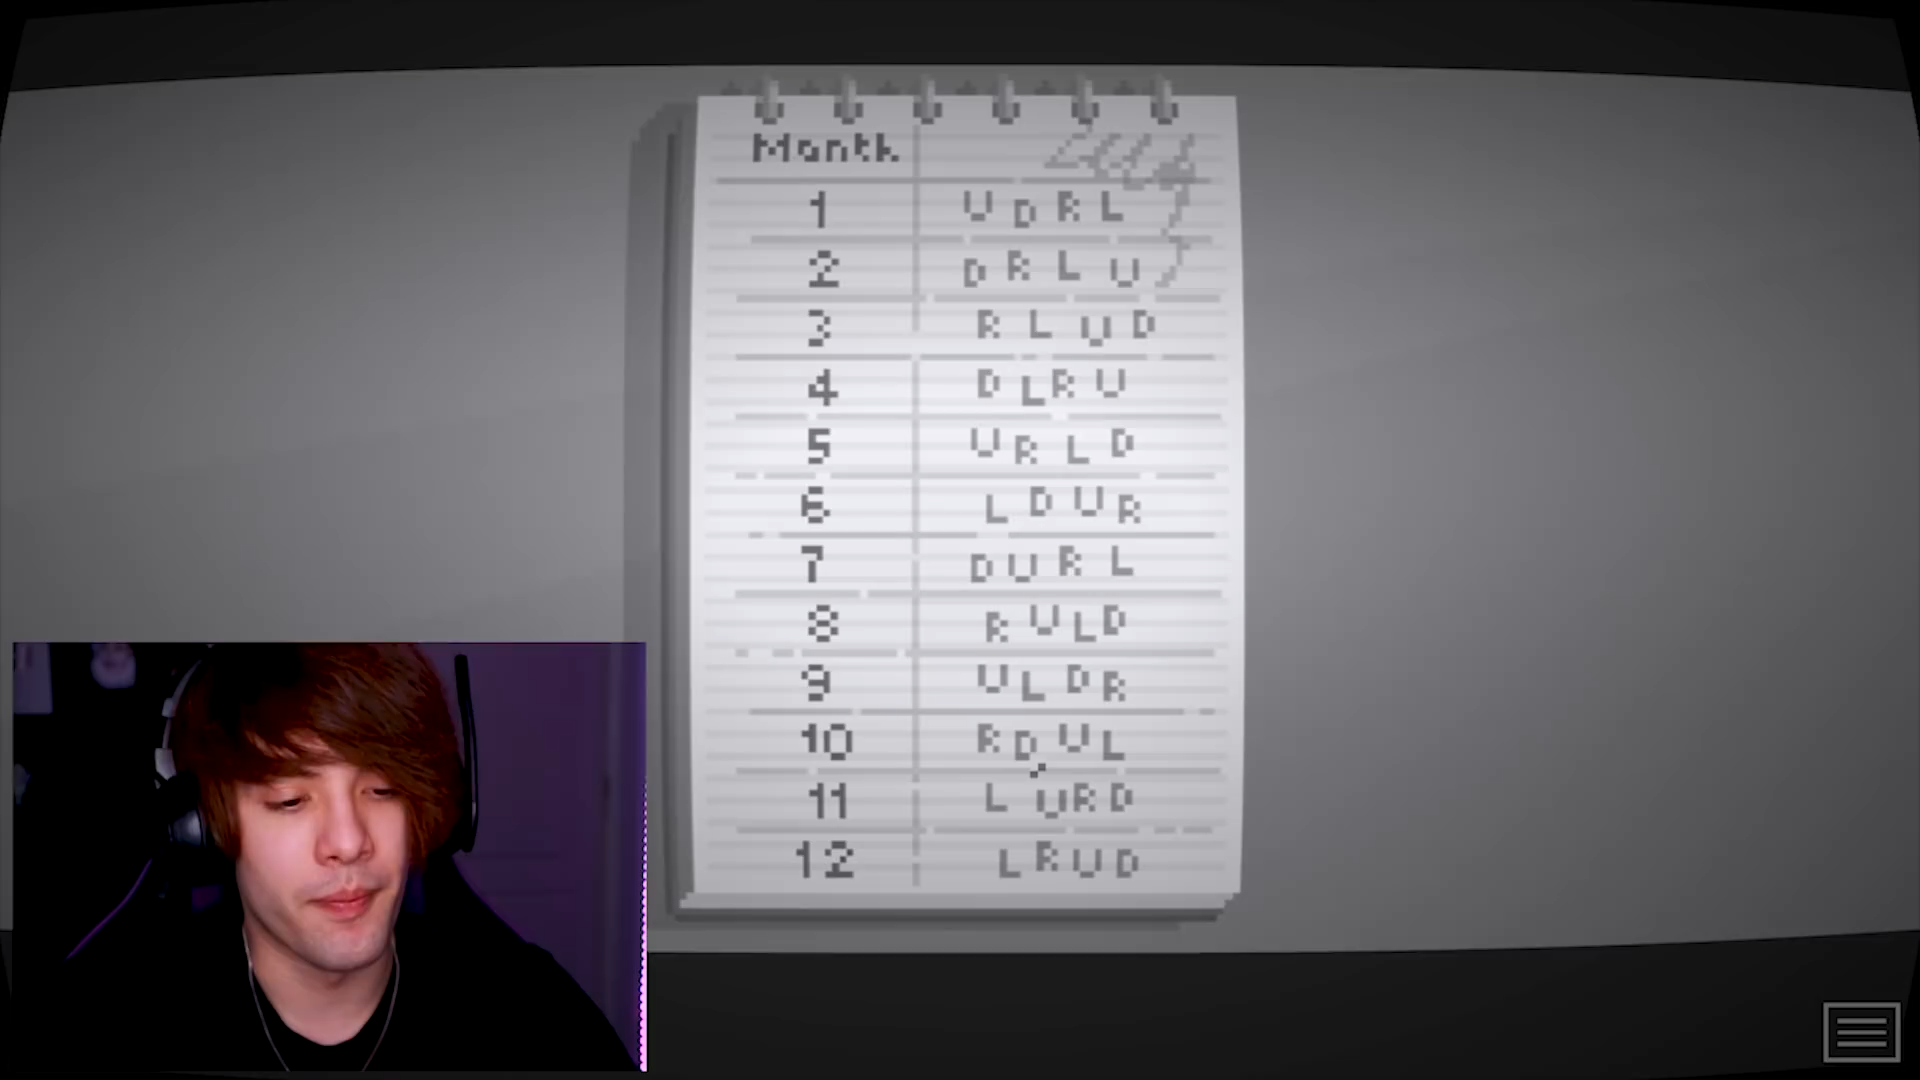 Month
1 U D R L
2 D R L U
3 R L U D
4 D L R U
5 U R L D
6 L D U R
7 D U R L
8 R U L D
9 U L D R
10 R D U L
11 L U R D
12 L R U D